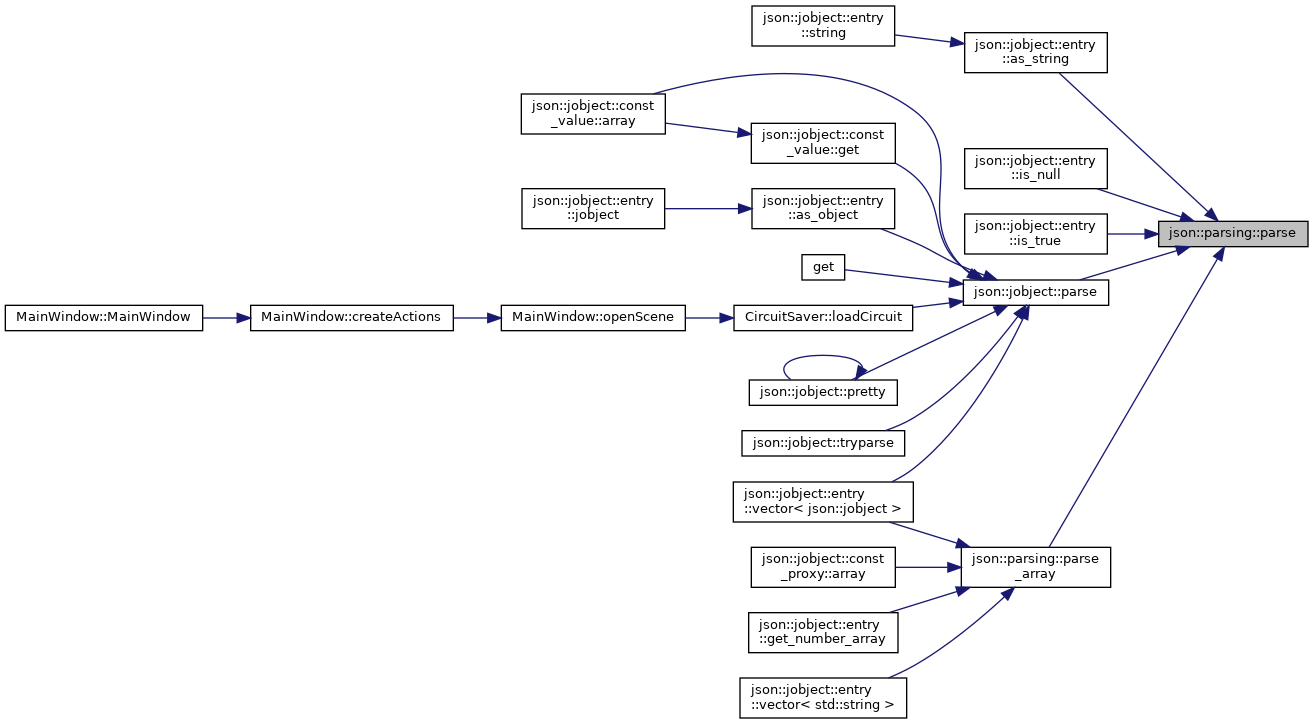 json::jobject::entry
::string
json::jobject::entry
::as_string
json::jobject::const
_value::array
json::jobject::const
_value::get
json::jobject::entry
::is_null
json::jobject::entry
::jobject
json::jobject::entry
::as_object
json::jobject::entry
::is_true
json::parsing::parse
get
json::jobject::parse
MainWindow::MainWindow
MainWindow::createActions
MainWindow::openScene
CircuitSaver::loadCircuit
json::jobject::pretty
json::jobject::tryparse
json::jobject::entry
::vector< json::jobject >
json::jobject::const
_proxy::array
json::parsing::parse
_array
json::jobject::entry
::get_number_array
json::jobject::entry
::vector< std::string >